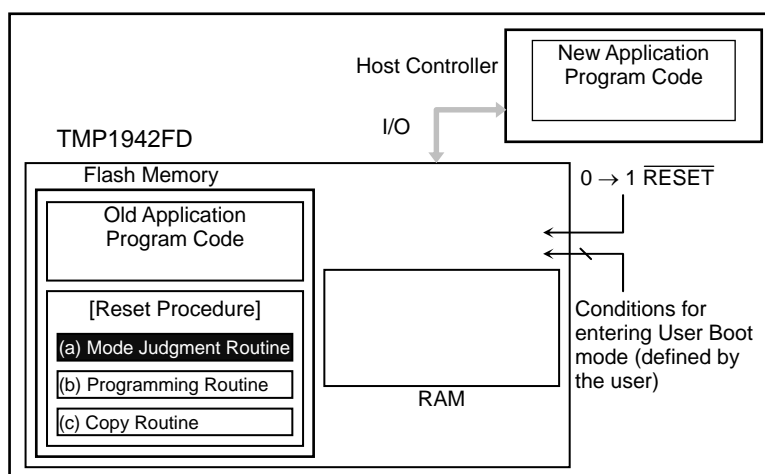 New Application
Program Code
Host Controller
I/O
TMP1942FD
Flash Memory
0 → 1 RESET
Old Application
Program Code
[Reset Procedure]
(a) Mode Judgment Routine
(b) Programming Routine
(c) Copy Routine
RAM
Conditions for
entering User Boot
mode (defined by
the user)